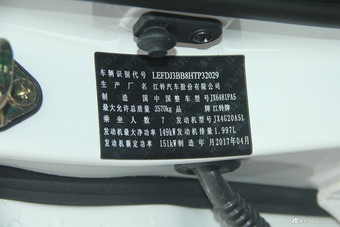 车辆识别代号 LEFDJ3BB8HTP32029
生产厂名 江铃汽车股份有限公司
制造国 中国 整车型号 JX6481PA5
最大允许总质量 2570kg 品牌 江铃牌
乘坐人数 7 发动机型号 JX4G20A5L
发动机最大净功率 149kW 发动机排量 1.997L
发动机额定功率 151kW 制造年月 2017年04月